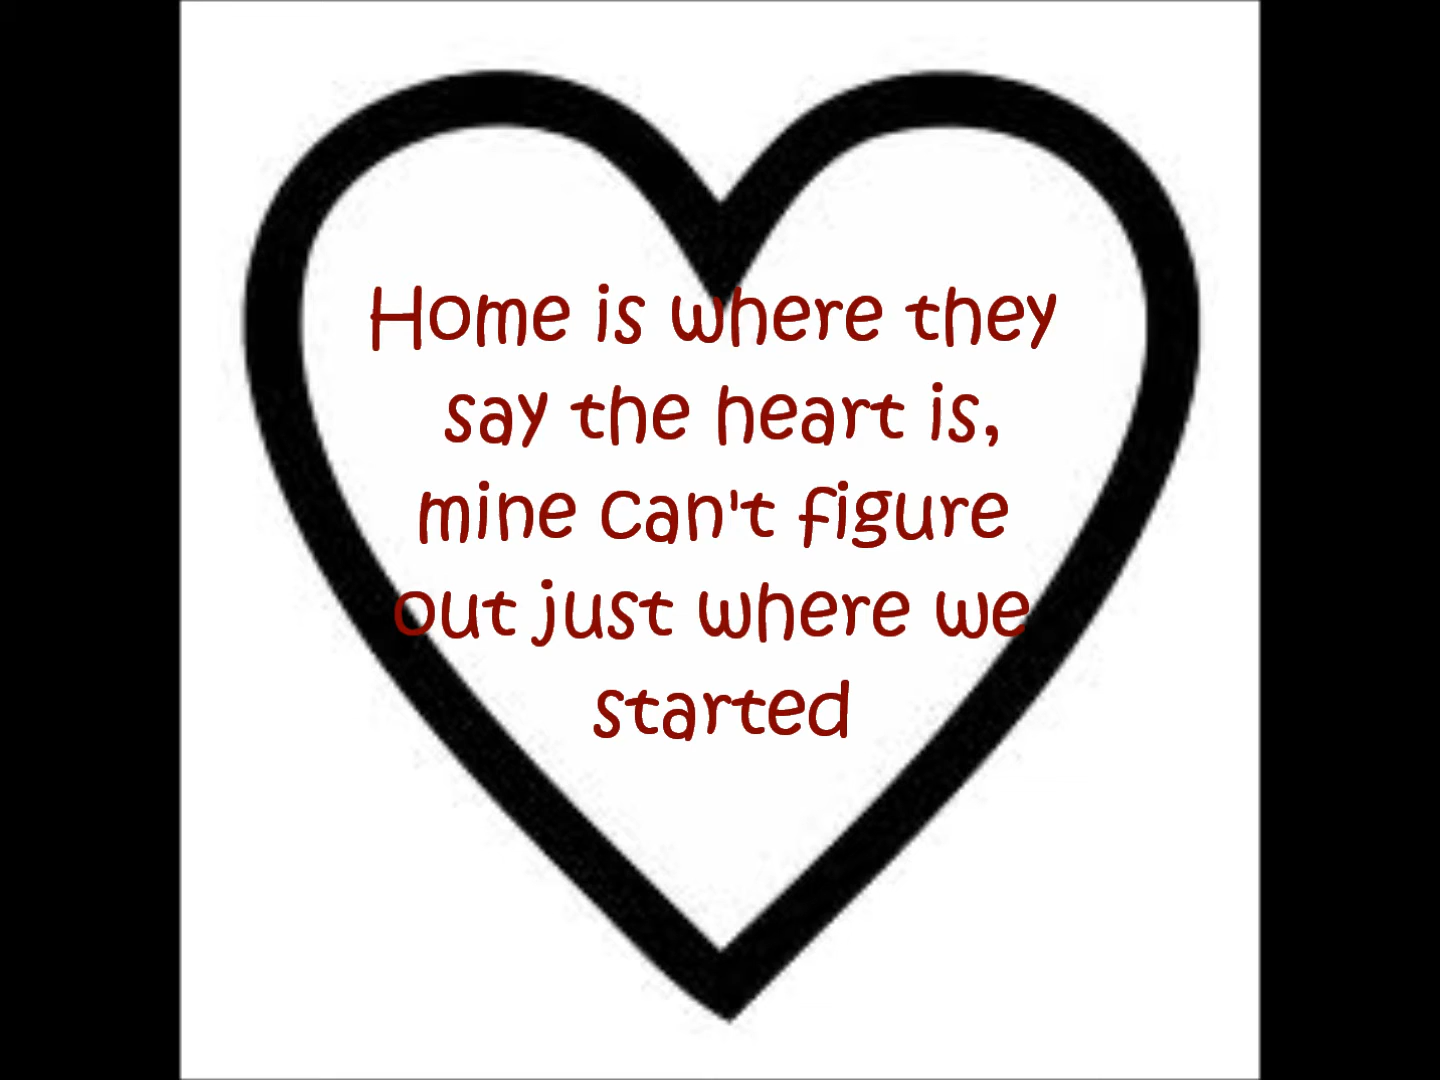 Home is where they
say the heart is,
mine can't figure
out just where we
started